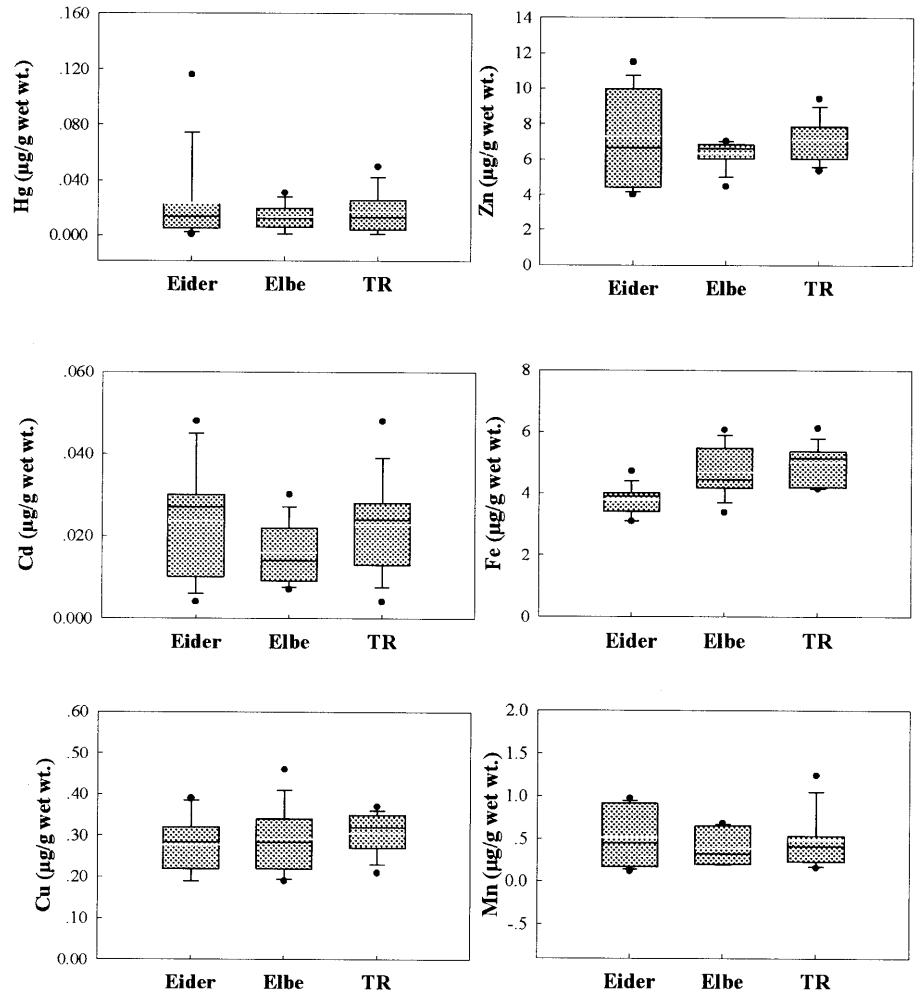 Hg (µg/g wet wt.)
.160
.120
.080
.040
0.000
Eider Elbe TR
Zn (µg/g wet wt.)
14
12
10
8
6
4
2
0
Eider Elbe TR
Cd (µg/g wet wt.)
.060
.040
.020
0.000
Eider Elbe TR
Fe (µg/g wet wt.)
8
6
4
2
0
Eider Elbe TR
Cu (µg/g wet wt.)
.60
.50
.40
.30
.20
.10
0.00
Eider Elbe TR
Mn (µg/g wet wt.)
2.0
1.5
1.0
.5
0.0
-.5
Eider Elbe TR